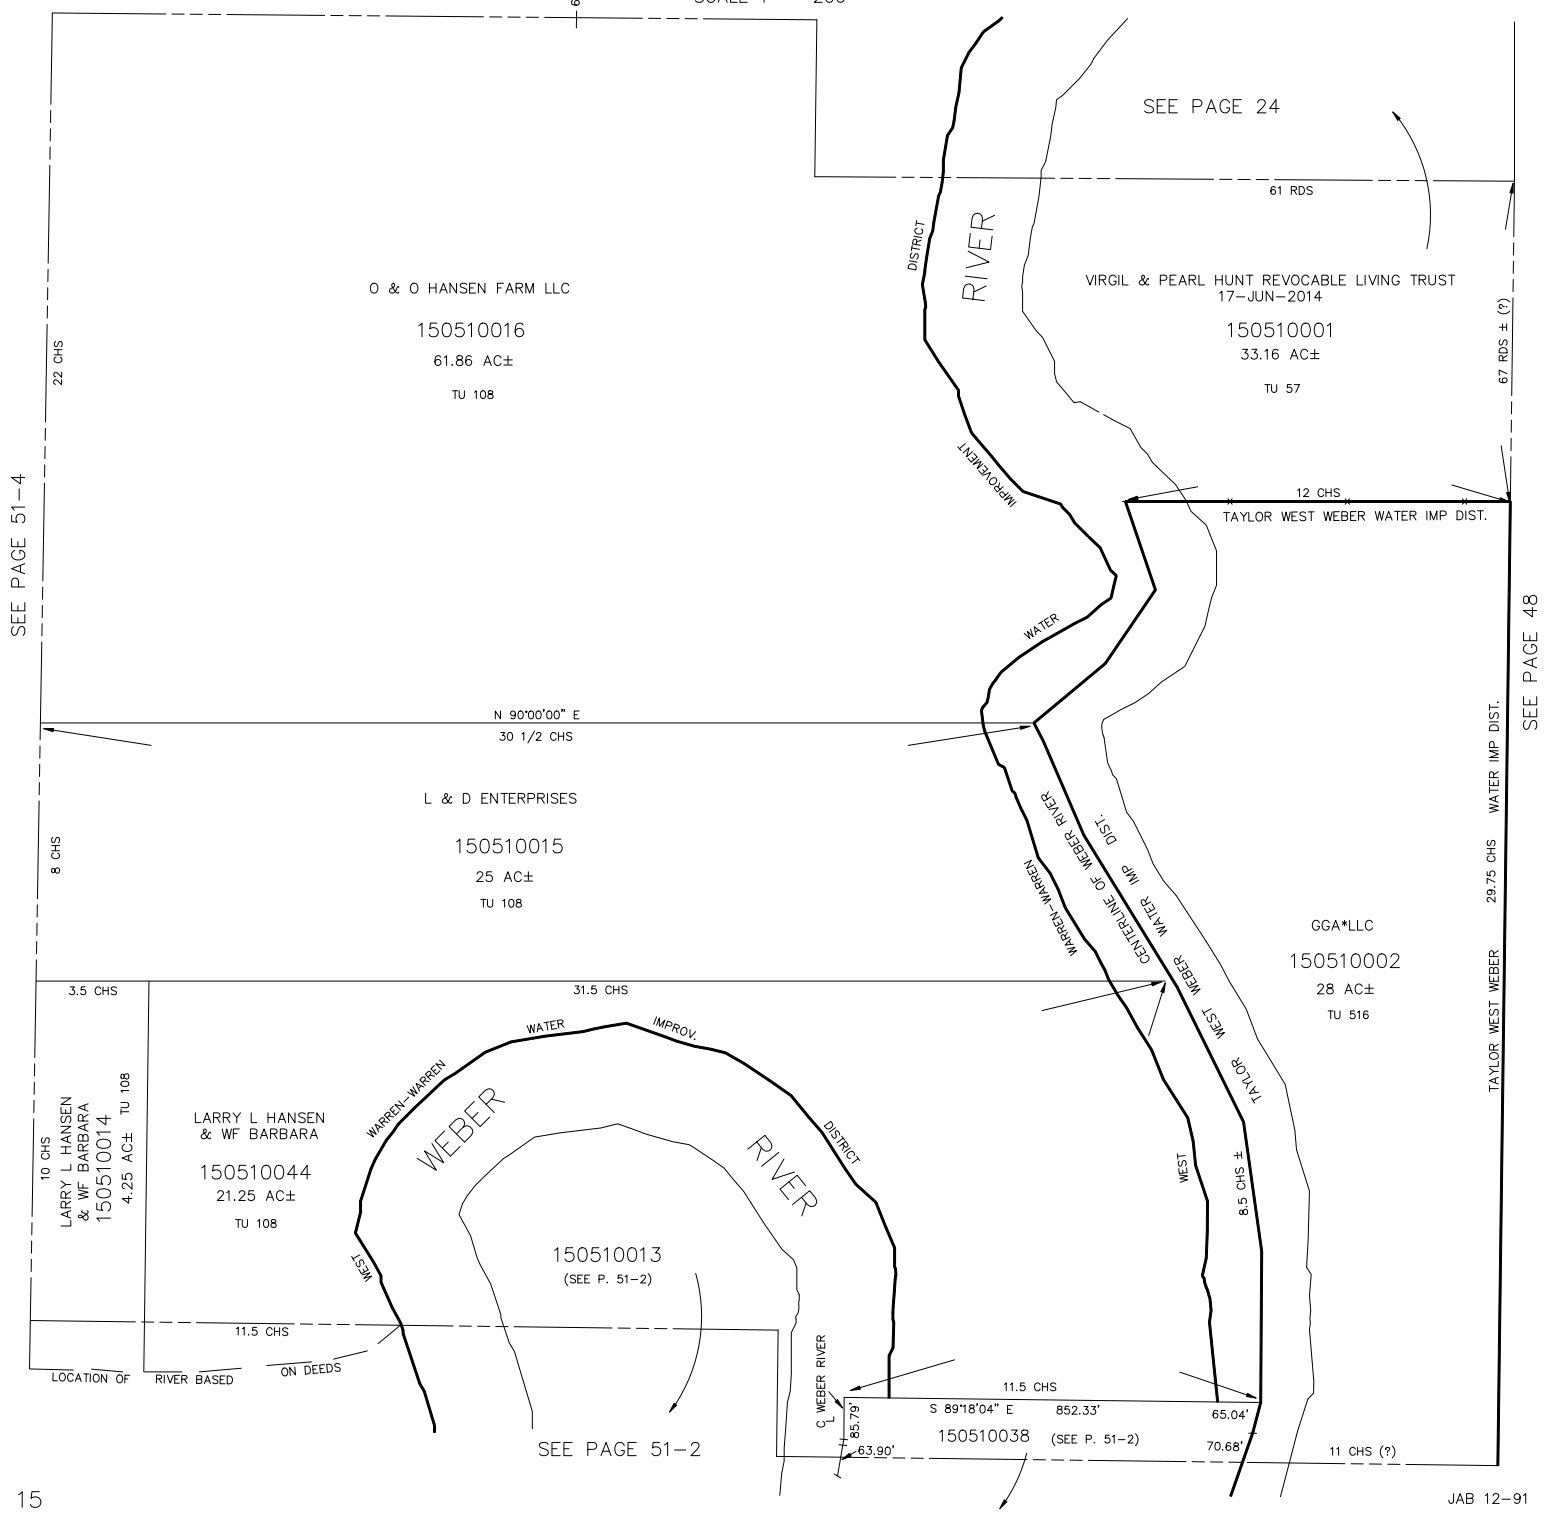 SEE PAGE 24
61 RDS
RIVER
DISTRICT
O & O HANSEN FARM LLC
150510016
61.86 AC±
TU 108
VIRGIL & PEARL HUNT REVOCABLE LIVING TRUST
17-JUN-2014
150510001
33.16 AC±
TU 57
22 CHS
67 RDS ± (?)
IMPROVEMENT
12 CHS
TAYLOR WEST WEBER WATER IMP DIST.
SEE PAGE 51-4
SEE PAGE 48
WATER
N 90°00'00" E
30 1/2 CHS
L & D ENTERPRISES
150510015
25 AC±
TU 108
8 CHS
WARREN-WARREN
CENTERLINE OF WEBER RIVER
TAYLOR WEST WEBER WATER IMP DIST.
TAYLOR WEST WEBER WATER IMP DIST.
29.75 CHS
GGA*LLC
150510002
28 AC±
TU 516
3.5 CHS
31.5 CHS
WATER
IMPROV.
WARREN-WARREN
DISTRICT
WEST
WEBER
RIVER
10 CHS
LARRY L HANSEN
& WF BARBARA
150510014
4.25 AC± TU 108
LARRY L HANSEN
& WF BARBARA
150510044
21.25 AC±
TU 108
150510013
(SEE P. 51-2)
WEST
8.5 CHS ±
11.5 CHS
LOCATION OF RIVER BASED ON DEEDS
CL WEBER RIVER
85.79'
11.5 CHS
S 89°18'04" E 852.33' 65.04'
150510038 (SEE P. 51-2)
70.68'
63.90'
11 CHS (?)
SEE PAGE 51-2
15
JAB 12-91